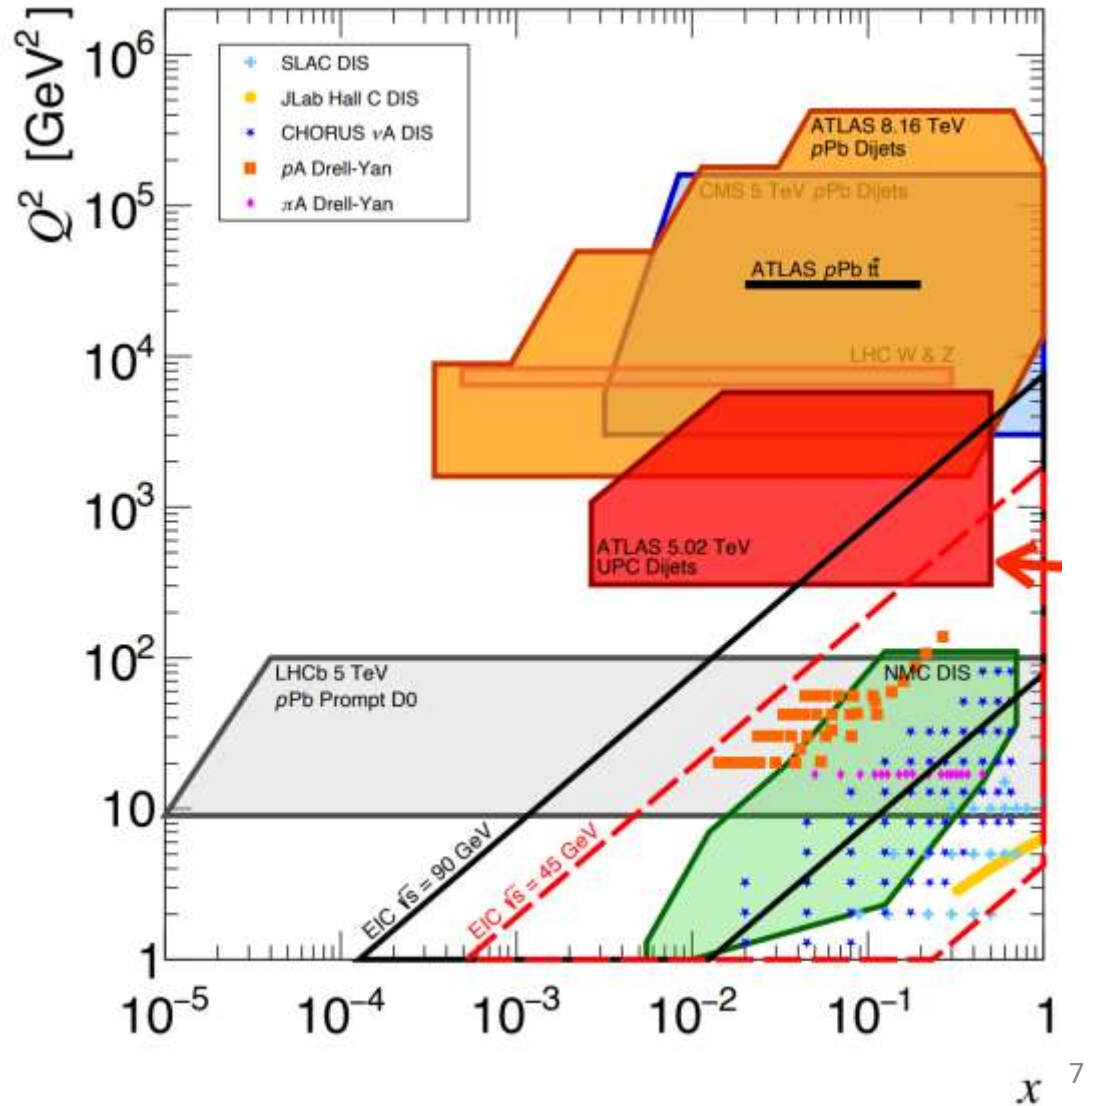 Q² [GeV²]
10⁶
10⁵
10⁴
10³
10²
10
1
SLAC DIS
JLab Hall C DIS
CHORUS νA DIS
pA Drell-Yan
πA Drell-Yan
ATLAS 8.16 TeV
pPb Dijets
CMS 5 TeV pPb Dijets
ATLAS pPb tt̄
LHC W & Z
ATLAS 5.02 TeV
UPC Dijets
LHCb 5 TeV
pPb Prompt D0
NMC DIS
EIC √s = 90 GeV
EIC √s = 45 GeV
10⁻⁵ 10⁻⁴ 10⁻³ 10⁻² 10⁻¹ 1
x
7